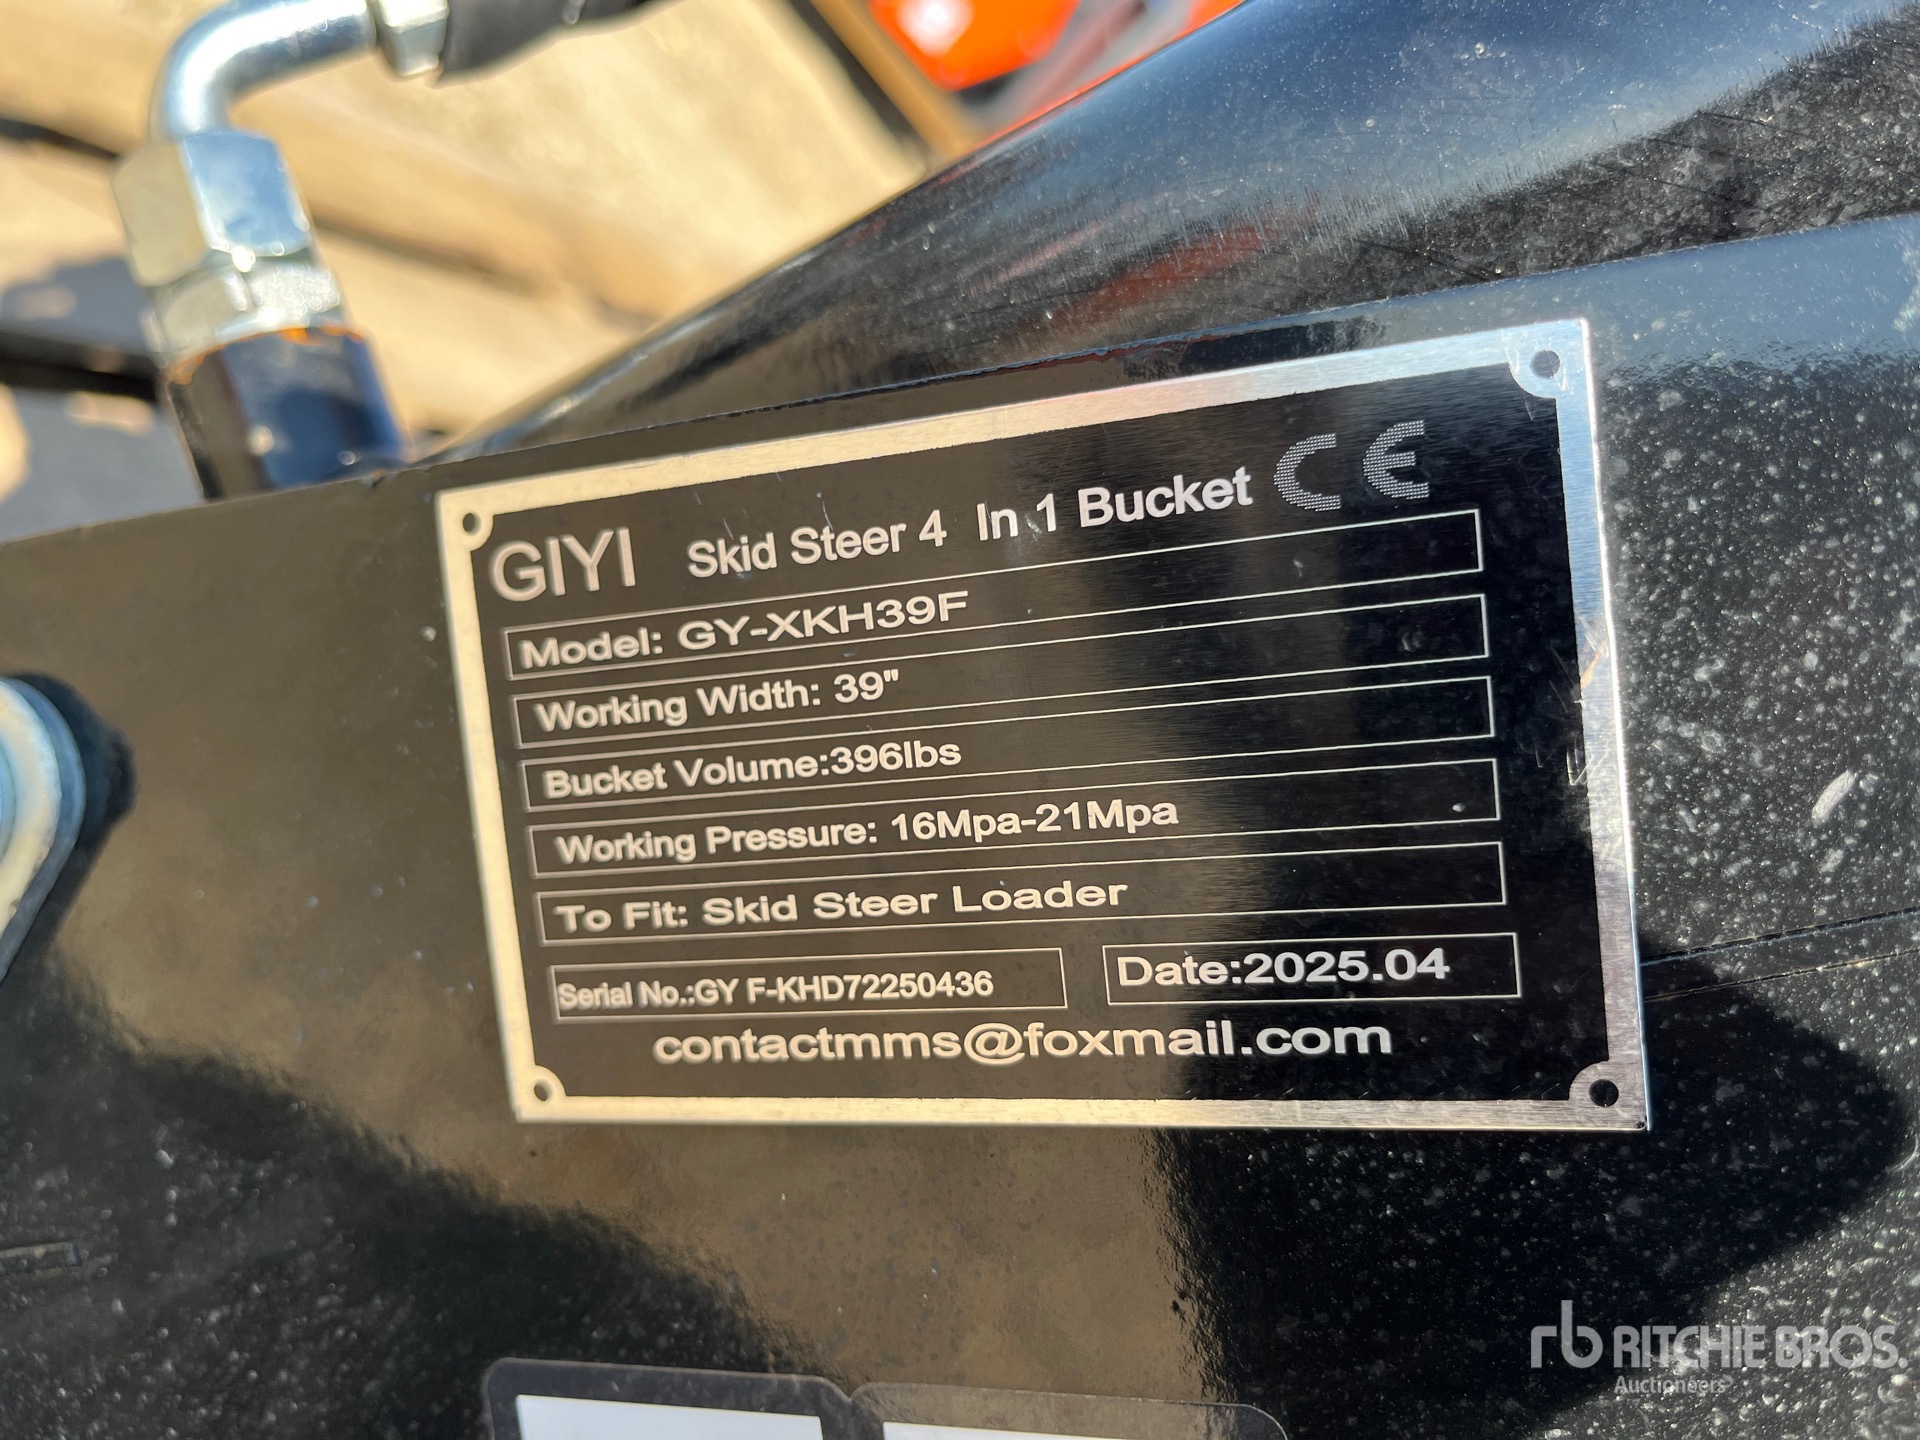 GIYI Skid Steer 4 In 1 Bucket CE
Model: GY-XKH39F
Working Width: 39"
Bucket Volume:396lbs
Working Pressure: 16Mpa-21Mpa
To Fit: Skid Steer Loader
Serial No.:GY F-KHD72250436 Date:2025.04
contactmms@foxmail.com
rb RITCHIE BROS.
Auctioneers